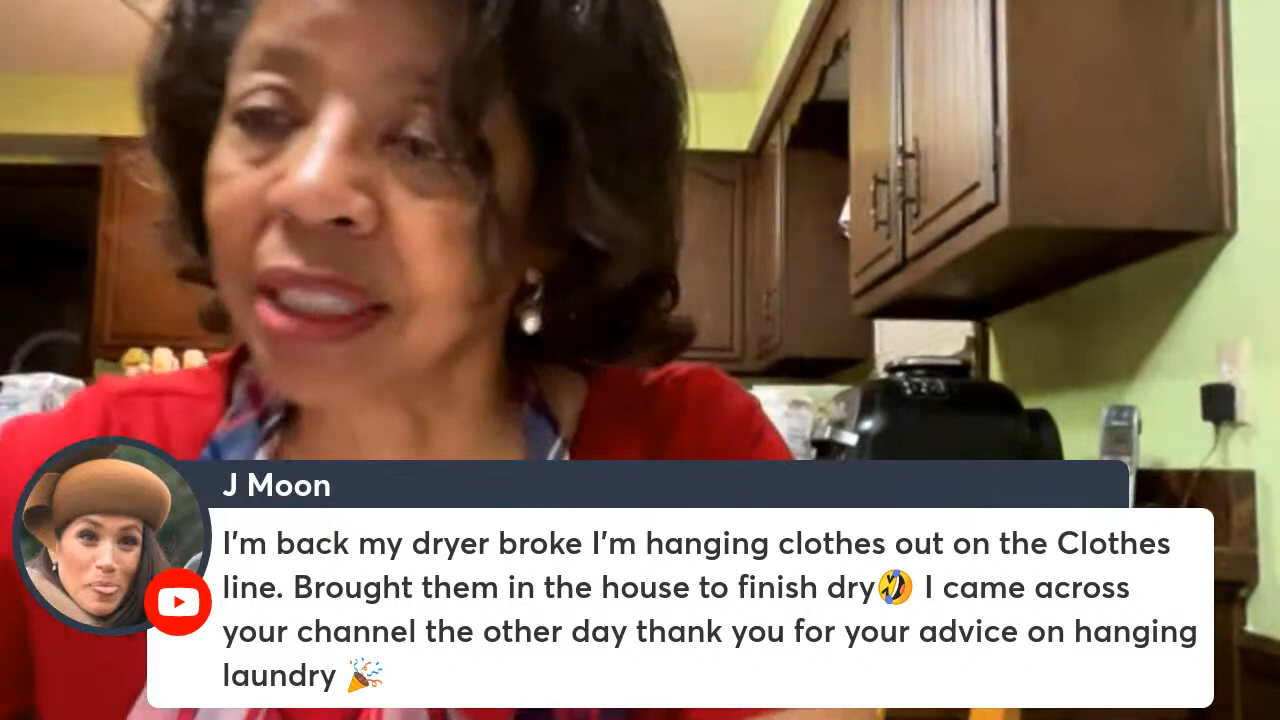 J Moon
I'm back my dryer broke I'm hanging clothes out on the Clothes
line. Brought them in the house to finish dry🤣 I came across
your channel the other day thank you for your advice on hanging
laundry 🎉